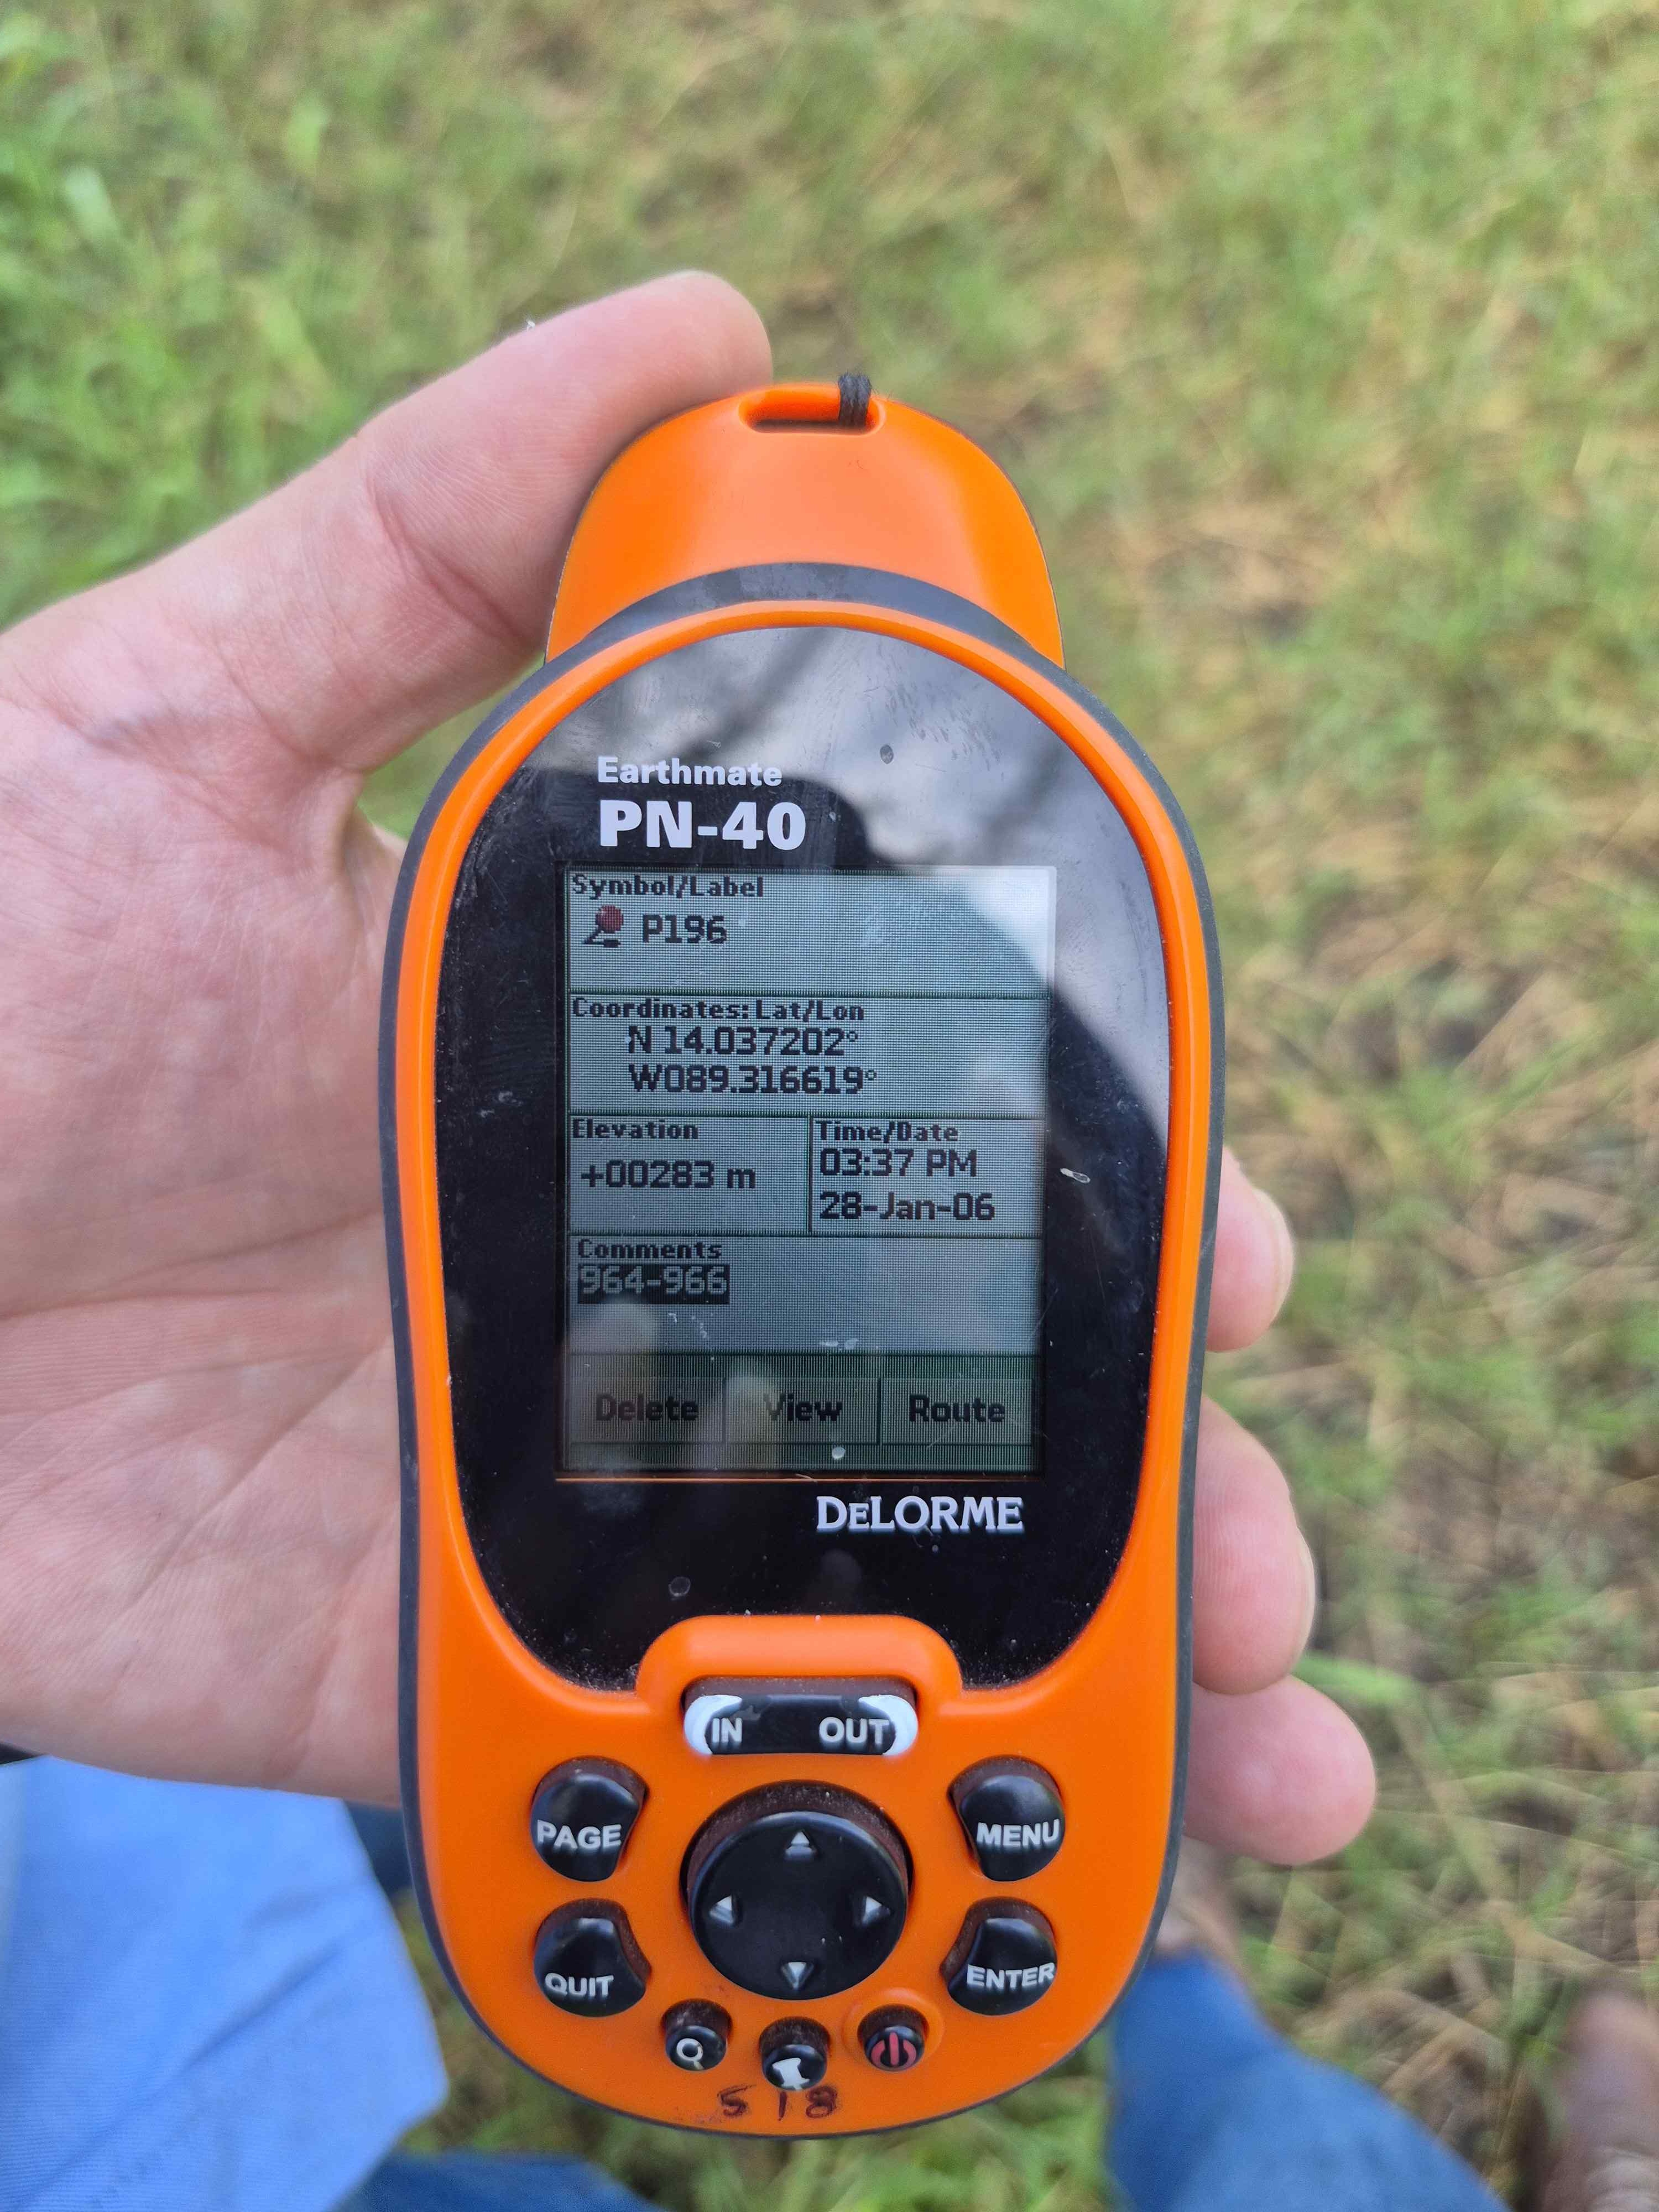 Earthmate
PN-40
Symbol/Label
P196
Coordinates: Lat/Lon
N 14.037202°
W089.316619°
Elevation
+00283 m
Time/Date
03:37 PM
28-Jan-06
Comments
964-966
Delete View Route
DeLORME
IN OUT
PAGE MENU
QUIT ENTER
S18